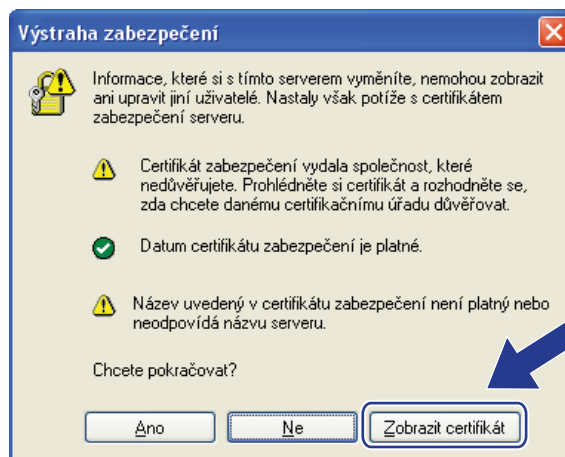 Výstraha zabezpečení
Informace, které si s tímto serverem vyměníte, nemohou zobrazit
ani upravit jiní uživatelé. Nastaly však potíže s certifikátem
zabezpečení serveru.
Certifikát zabezpečení vydala společnost, které
nedůvěřujete. Prohlédněte si certifikát a rozhodněte se,
zda chcete danému certifikačnímu úřadu důvěřovat.
Datum certifikátu zabezpečení je platné.
Název uvedený v certifikátu zabezpečení není platný nebo
neodpovídá názvu serveru.
Chcete pokračovat?
Ano
Ne
Zobrazit certifikát